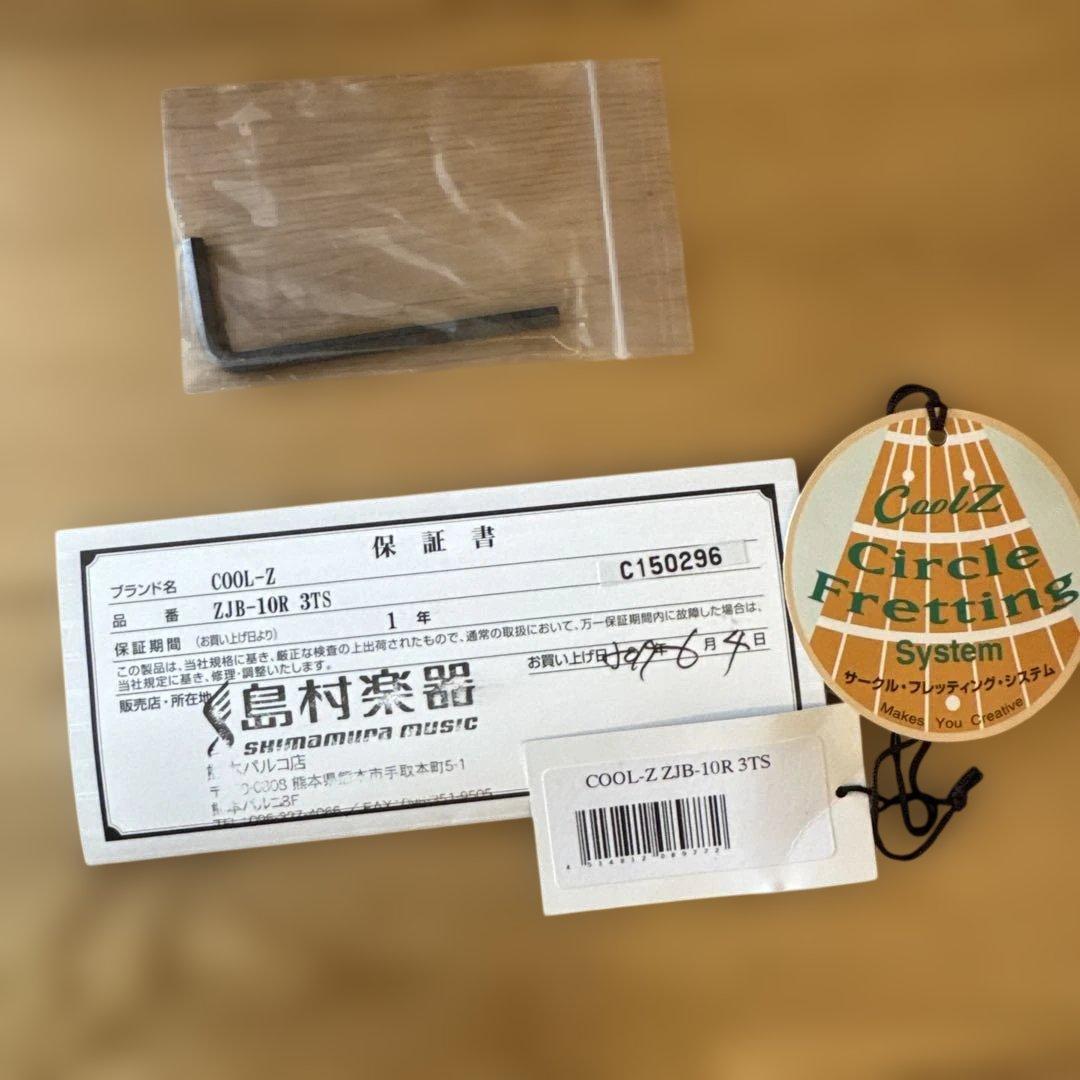 保証書
ブランド名 COOL-Z
C150296
品 番 ZJB-10R 3TS
保証期間 (お買い上げ日より) 1 年
この製品は、当社規格に基き、厳正な検査の上出荷されたもので、通常の取扱において、万一保証期間内に故障した場合は、
当社規定に基き、修理・調整いたします。
お買い上げ日 年 6 月 4 日
販売店・所在地
島村楽器
SHIMAMURA MUSIC
本パルコ店
熊本県熊本市手取本町5-1
CoolZ
Circle
Fretting
System
サークル・フレッティング・システム
Makes You Creative
COOL-Z ZJB-10R 3TS
4 514812 089772